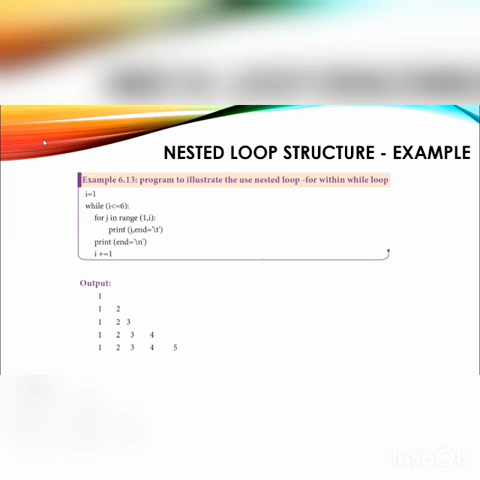 NESTED LOOP STRUCTURE - EXAMPLE
Example 6.13: program to illustrate the use nested loop -for within while loop
i=1
while (i<=6):
for j in range (1,i):
print (j,end='\t')
print (end='\n')
i +=1
Output:
1
1 2
1 2 3
1 2 3 4
1 2 3 4 5
InShOt